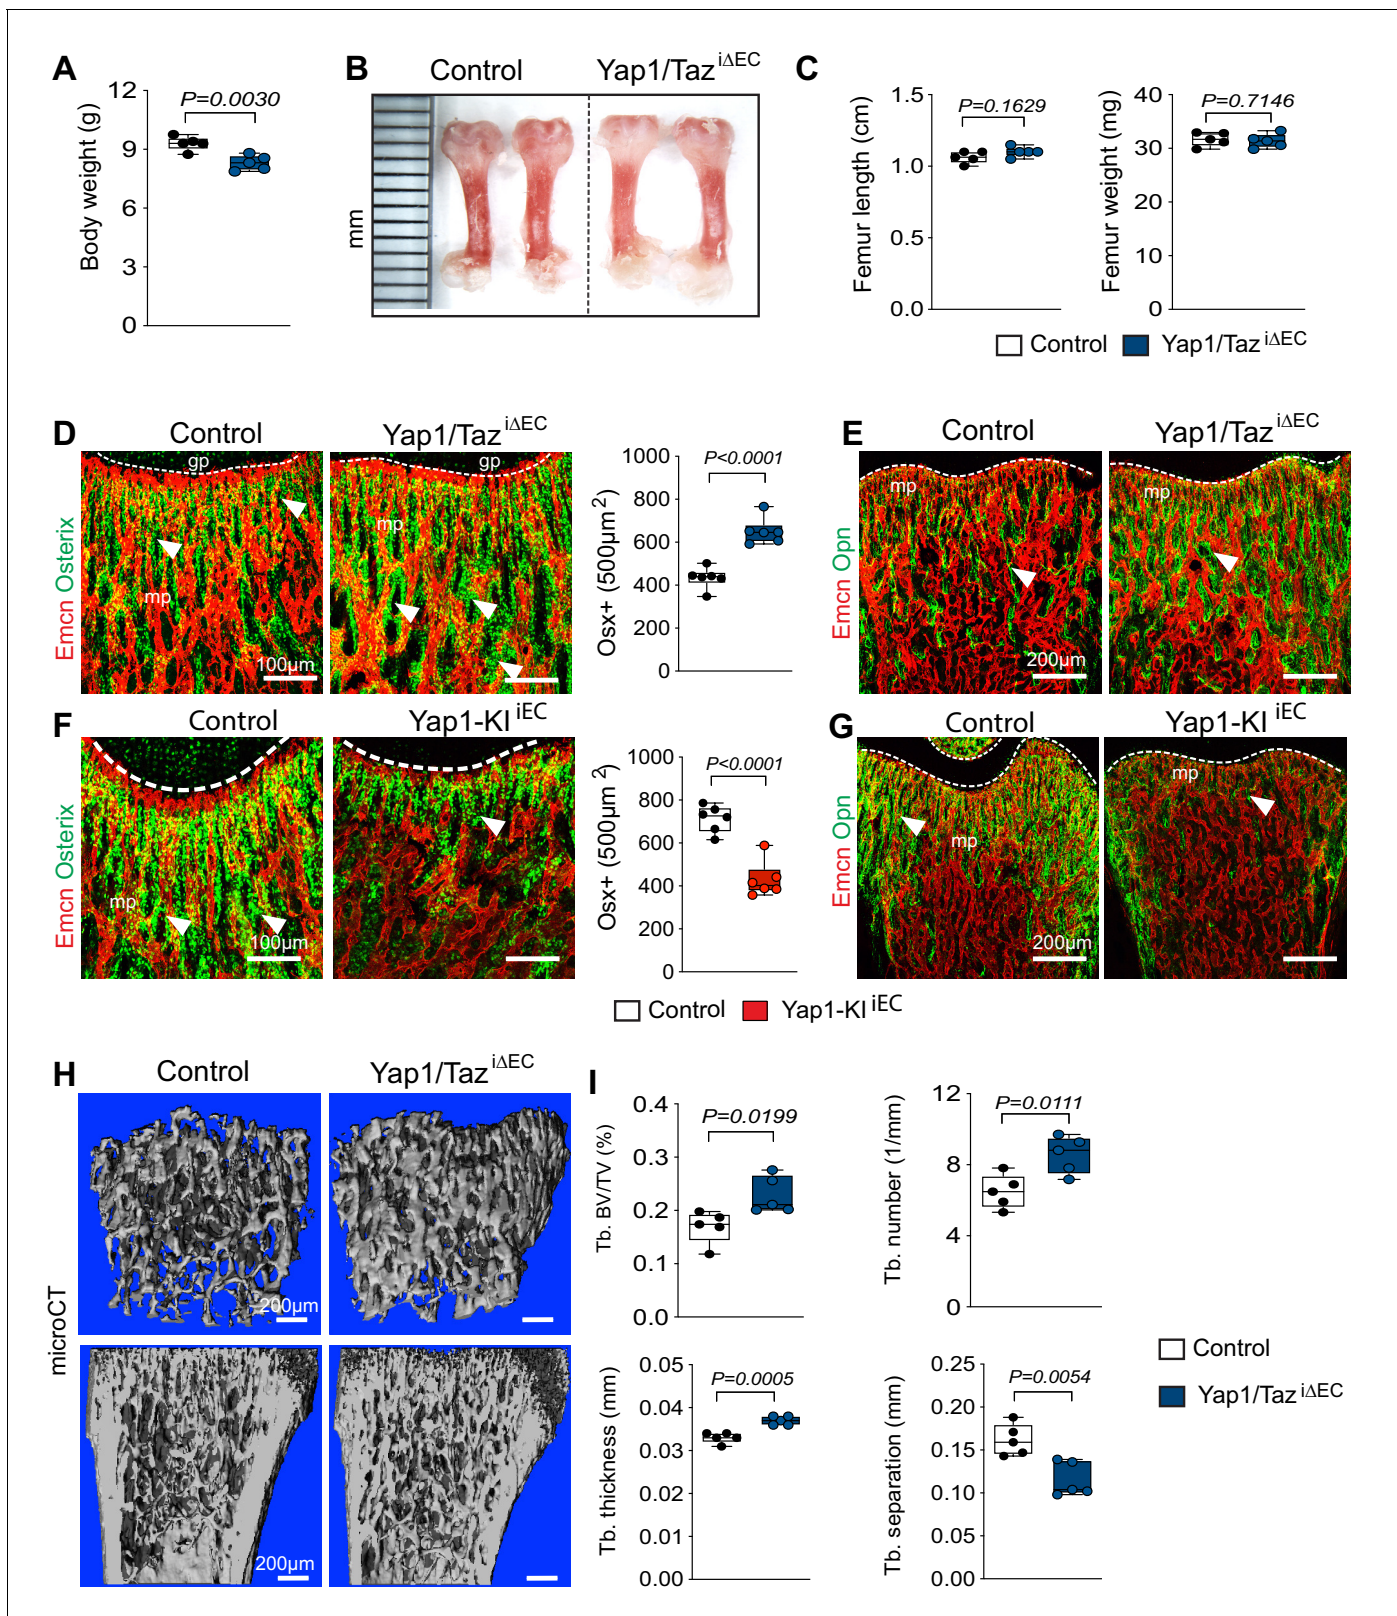 A
Body weight (g)
12
9
6
3
0
P=0.0030
B
Control
Yap1/Taz iΔEC
mm
C
Femur length (cm)
1.5
1.0
0.5
0.0
P=0.1629
Femur weight (mg)
40
30
20
10
0
P=0.7146
Control
Yap1/Taz iΔEC
D
Control
Yap1/Taz iΔEC
Emcn Osterix
gp
mp
100µm
gp
mp
Osx+ (500µm²)
1000
800
600
400
200
0
P<0.0001
E
Control
Yap1/Taz iΔEC
Emcn Opn
mp
200µm
mp
F
Control
Yap1-KI iEC
Emcn Osterix
mp
100µm
Osx+ (500µm²)
1000
800
600
400
200
0
P<0.0001
G
Control
Yap1-KI iEC
Emcn Opn
mp
200µm
mp
Control
Yap1-KI iEC
H
Control
Yap1/Taz iΔEC
microCT
200µm
200µm
I
Tb. BV/TV (%)
0.4
0.3
0.2
0.1
0.0
P=0.0199
Tb. number (1/mm)
12
8
4
0
P=0.0111
Tb. thickness (mm)
0.05
0.04
0.03
0.02
0.01
0.00
P=0.0005
Tb. separation (mm)
0.20
0.15
0.10
0.05
0.00
P=0.0054
Control
Yap1/Taz iΔEC